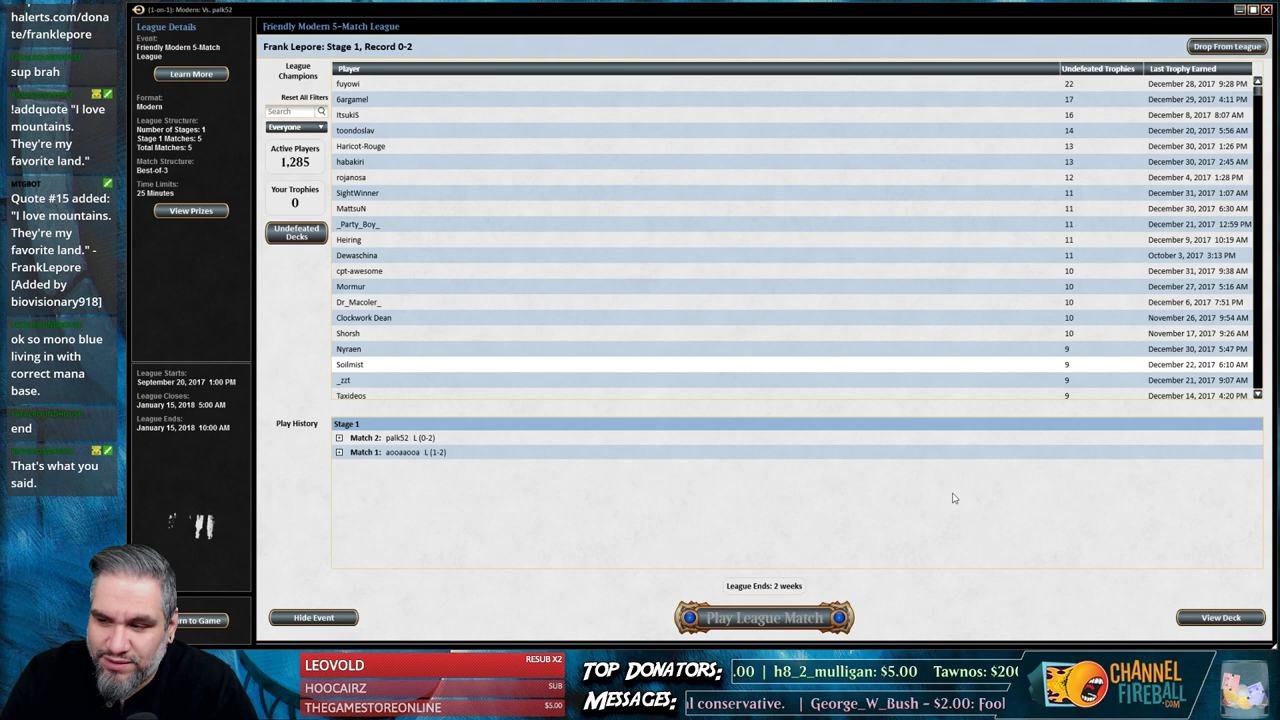 halerts.com/dona
te/franklepore
sup brah
!addquote "I love
mountains.
They're my
favorite land."
MTGBOT
Quote #15 added:
"I love mountains.
They're my
favorite land." -
FrankLepore
[Added by
biovisionary918]
ok so mono blue
living in with
correct mana
base.
end
That's what you
said.
(1-on-1): Modern: Vs. palk52
League Details
Event:
Friendly Modern 5-Match
League
Learn More
Format:
Modern
League Structure:
Number of Stages: 1
Stage 1 Matches: 5
Total Matches: 5
Match Structure:
Best-of-3
Time Limits:
25 Minutes
View Prizes
League Starts:
September 20, 2017 1:00 PM
League Closes:
January 15, 2018 5:00 AM
League Ends:
January 15, 2018 10:00 AM
rn to Game
Friendly Modern 5-Match League
Frank Lepore: Stage 1, Record 0-2
Drop From League
League
Champions
Reset All Filters
Search
Everyone
Active Players
1,285
Your Trophies
0
Undefeated
Decks
Player Undefeated Trophies Last Trophy Earned
fuyowi 22 December 28, 2017 9:28 PM
6argamel 17 December 29, 2017 4:11 PM
ItsukiS 16 December 8, 2017 8:07 AM
toondoslav 14 December 20, 2017 5:56 AM
Haricot-Rouge 13 December 30, 2017 1:26 PM
habakiri 13 December 30, 2017 2:45 AM
rojanosa 12 December 4, 2017 1:28 PM
SightWinner 11 December 31, 2017 1:07 AM
MattsuN 11 December 30, 2017 6:30 AM
_Party_Boy_ 11 December 21, 2017 12:59 PM
Heiring 11 December 9, 2017 10:19 AM
Dewaschina 11 October 3, 2017 3:13 PM
cpt-awesome 10 December 31, 2017 9:38 AM
Mormur 10 December 27, 2017 5:16 AM
Dr_Macoler_ 10 December 6, 2017 7:51 PM
Clockwork Dean 10 November 26, 2017 9:54 AM
Shorsh 10 November 17, 2017 9:26 AM
Nyraen 9 December 30, 2017 5:47 PM
Soilmist 9 December 22, 2017 6:10 AM
_zzt 9 December 21, 2017 9:07 AM
Taxideos 9 December 14, 2017 4:20 PM
Play History
Stage 1
Match 2: palk52 L (0-2)
Match 1: aooaaooa L (1-2)
League Ends: 2 weeks
Hide Event
Play League Match
View Deck
LEOVOLD RESUB X2
HOOCAIRZ SUB
THEGAMESTOREONLINE $5.00
TOP DONATORS: .00 | h8_2_mulligan: $5.00 Tawnos: $20
MESSAGES: l conservative. | George_W_Bush - $2.00: Fool
CHANNEL
FIREBALL
.COM